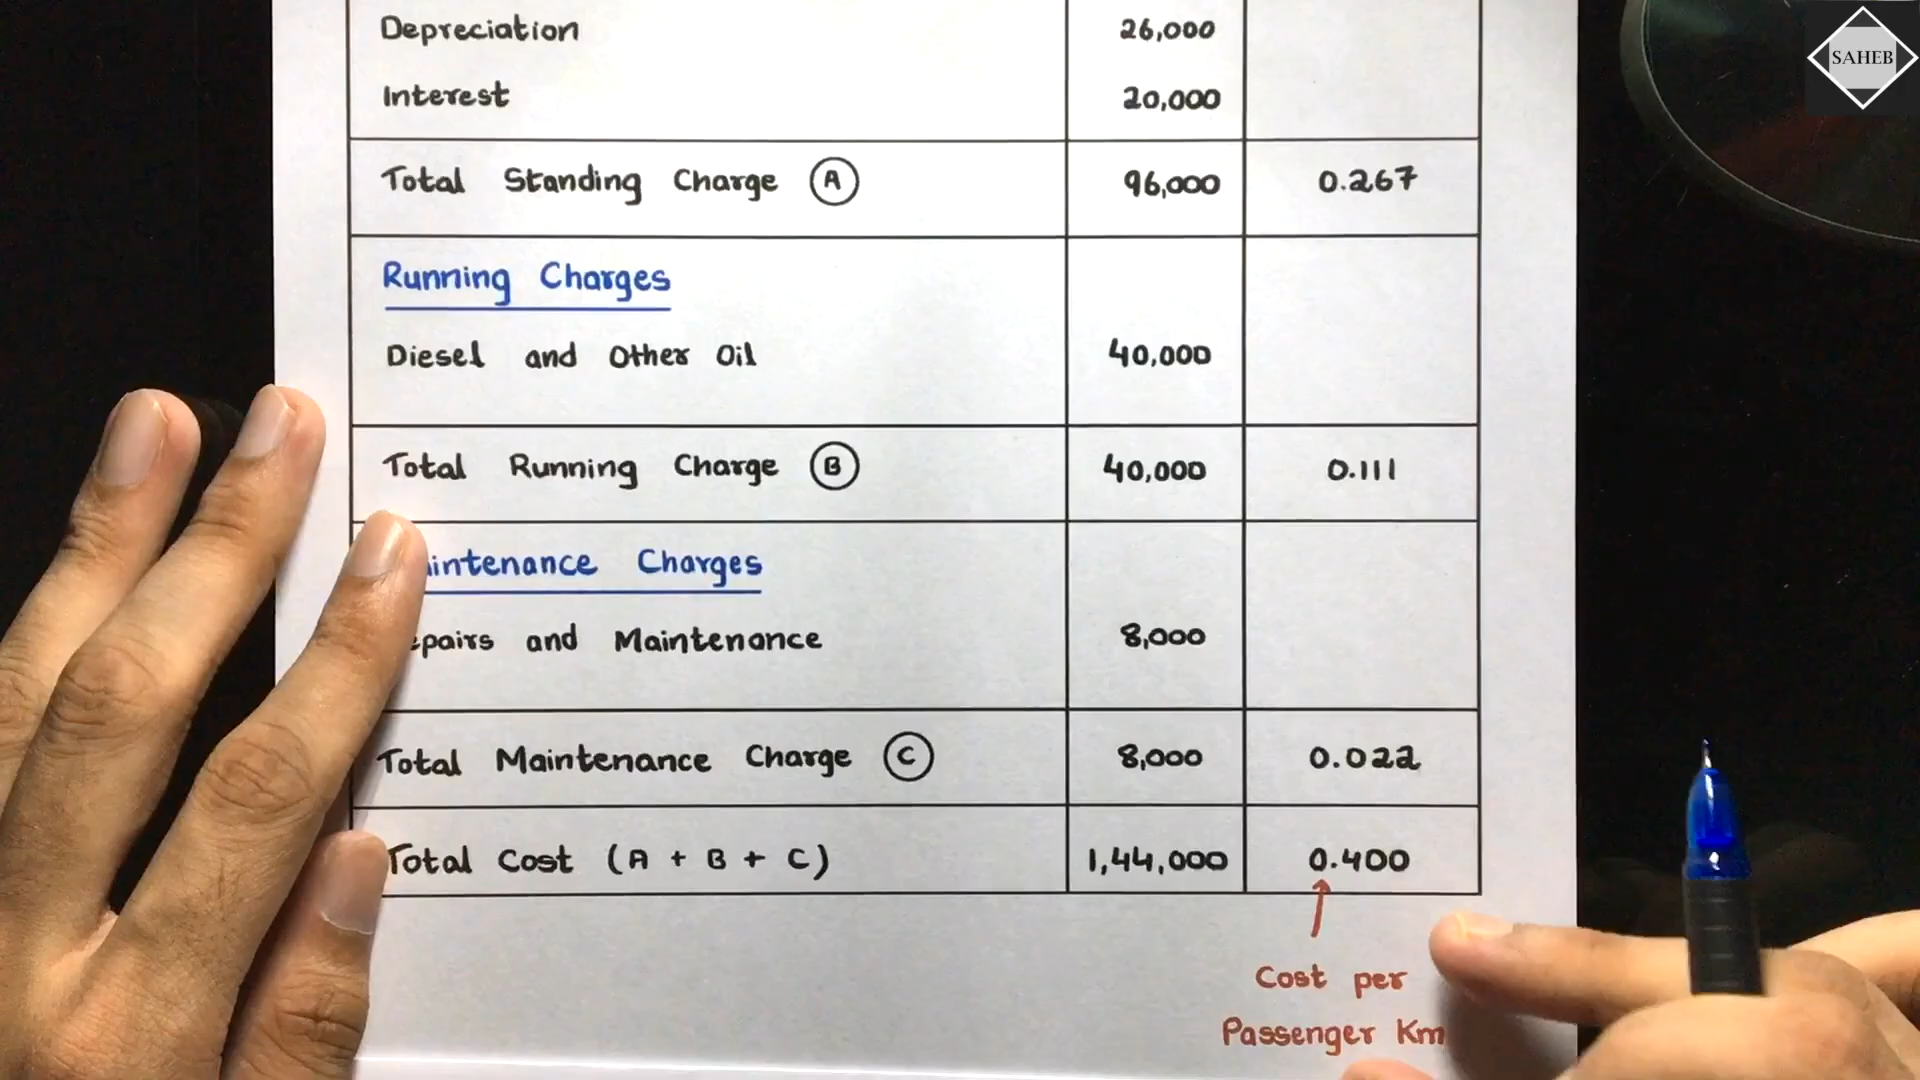 SAHEB
Depreciation 26,000
Interest 20,000
Total Standing Charge (A) 96,000 0.267
Running Charges
Diesel and Other Oil 40,000
Total Running Charge (B) 40,000 0.111
intenance Charges
epairs and Maintenance 8,000
Total Maintenance Charge (C) 8,000 0.022
Total Cost (A + B + C) 1,44,000 0.400
Cost per
Passenger Km